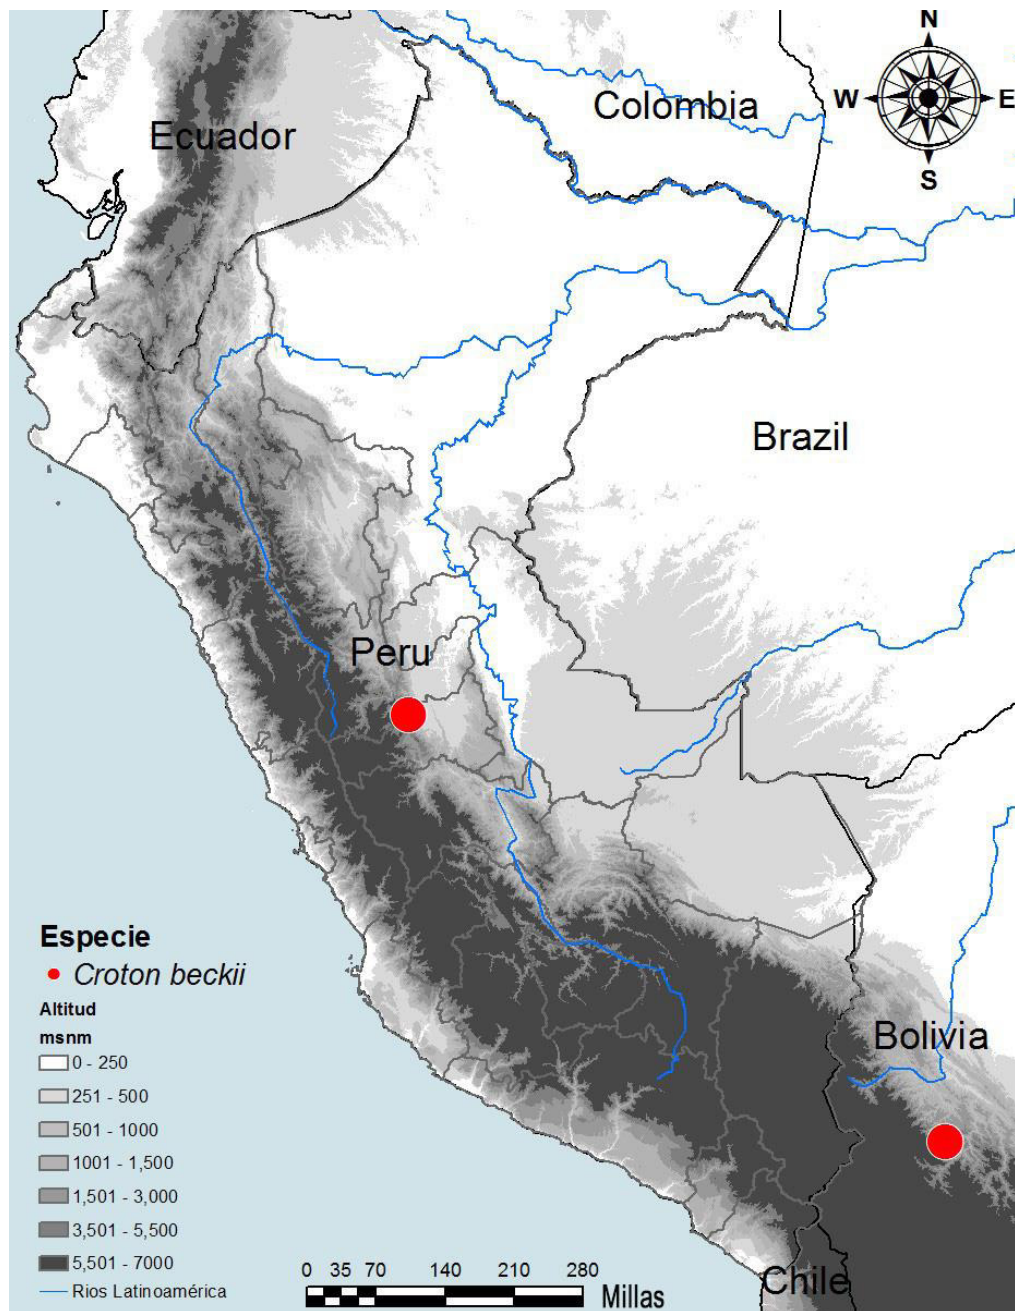 N
W
E
S
Colombia
Ecuador
Brazil
Peru
Bolivia
Chile
Especie
Croton beckii
Altitud
msnm
0 - 250
251 - 500
501 - 1000
1001 - 1,500
1,501 - 3,000
3,501 - 5,500
5,501 - 7000
Rios Latinoamérica
0 35 70 140 210 280
Millas